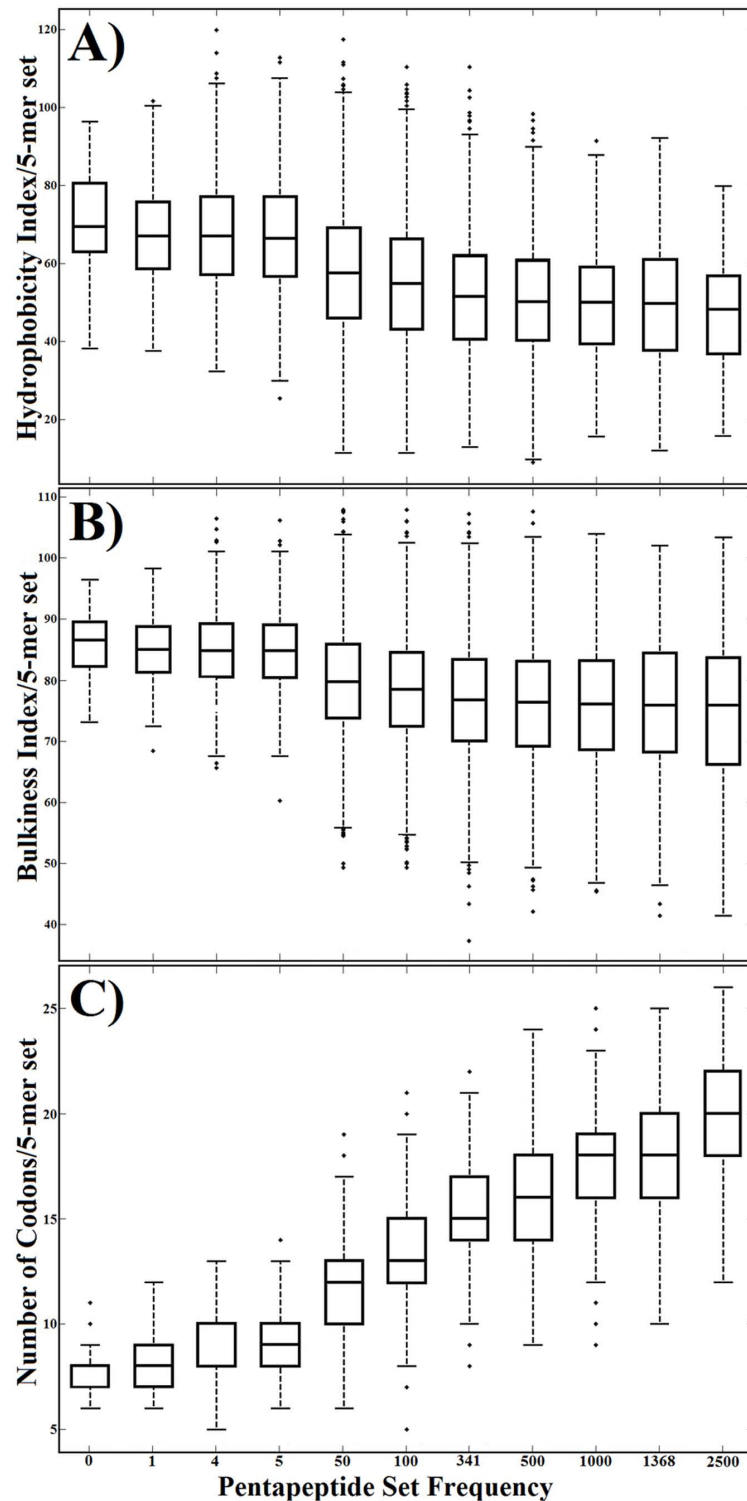 A)
Hydrophobicity Index/5-mer set
120
100
80
60
40
20
B)
Bulkiness Index/5-mer set
110
100
90
80
70
60
50
40
C)
Number of Codons/5-mer set
25
20
15
10
5
0 1 4 5 50 100 341 500 1000 1368 2500
Pentapeptide Set Frequency